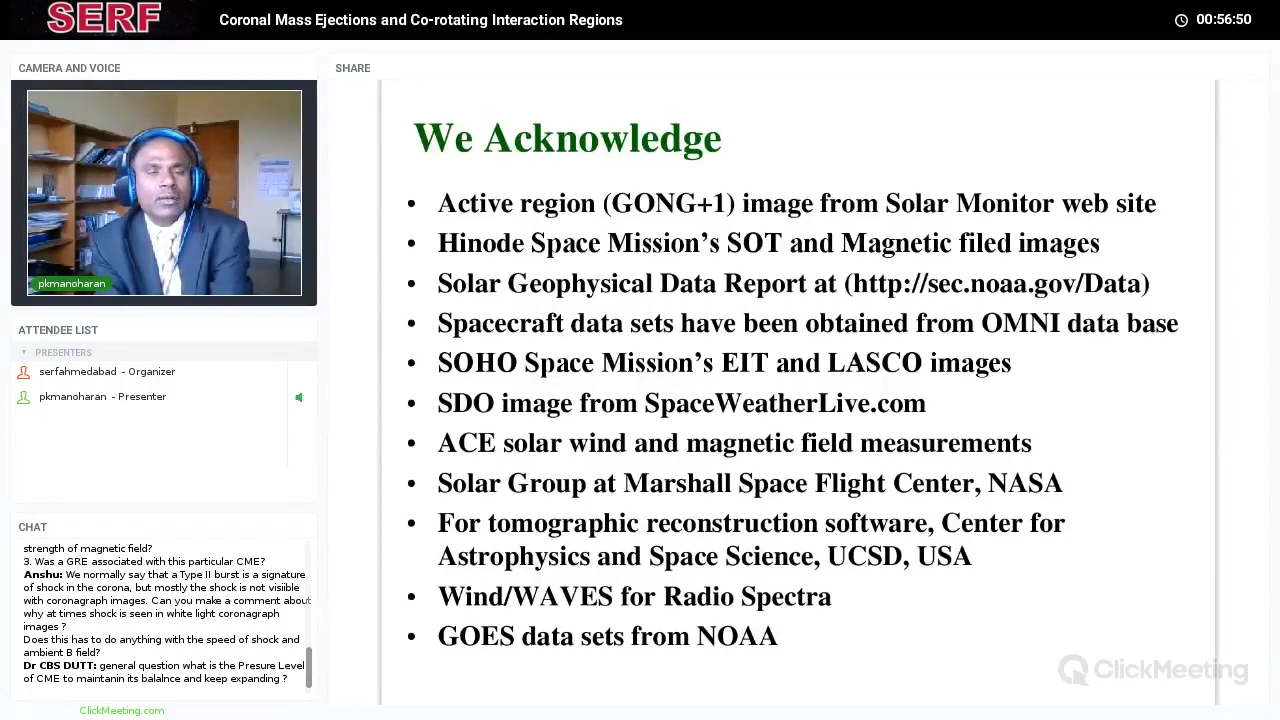 SERF
Coronal Mass Ejections and Co-rotating Interaction Regions
00:56:50
CAMERA AND VOICE
pkmanoharan
ATTENDEE LIST
PRESENTERS
serfahmedabad - Organizer
pkmanoharan - Presenter
CHAT
strength of magnetic field?
3. Was a GRE associated with this particular CME?
Anshu: We normally say that a Type II burst is a signature
of shock in the corona, but mostly the shock is not visiible
with coronagraph images. Can you make a comment about
why at times shock is seen in white light coronagraph
images ?
Does this has to do anything with the speed of shock and
ambient B field?
Dr CBS DUTT: general question what is the Presure Level
of CME to maintanin its balalnce and keep expanding ?
ClickMeeting.com
SHARE
We Acknowledge
• Active region (GONG+1) image from Solar Monitor web site
• Hinode Space Mission's SOT and Magnetic filed images
• Solar Geophysical Data Report at (http://sec.noaa.gov/Data)
• Spacecraft data sets have been obtained from OMNI data base
• SOHO Space Mission's EIT and LASCO images
• SDO image from SpaceWeatherLive.com
• ACE solar wind and magnetic field measurements
• Solar Group at Marshall Space Flight Center, NASA
• For tomographic reconstruction software, Center for
Astrophysics and Space Science, UCSD, USA
• Wind/WAVES for Radio Spectra
• GOES data sets from NOAA
ClickMeeting